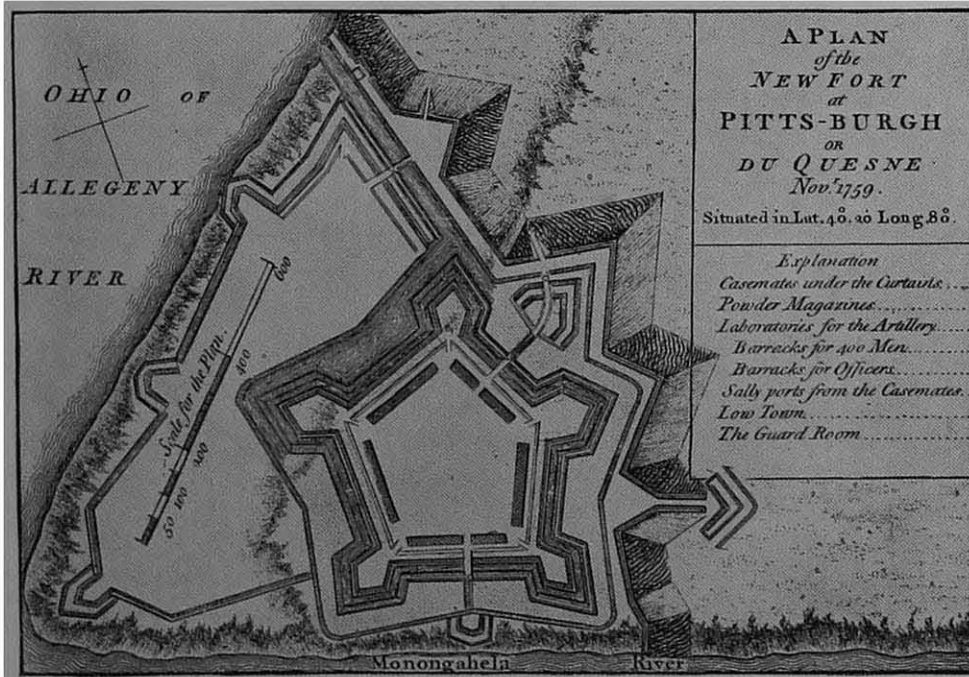 A PLAN
of the
NEW FORT
at
PITTS-BURGH
OR
DU QUESNE
Nov.r 1759.
Situated in Lat. 40. 20 Long. 80.
Explanation
Casemates under the Curtains....
Powder Magazines......
Laboratories for the Artillery......
Barracks for 400 Men......
Barracks for Officers......
Sally ports from the Casemates.
Low Town......
The Guard Room......
OHIO OF
ALLEGENY
RIVER
Scale for the Plan.
50 100 200 400 600
Monongahela River